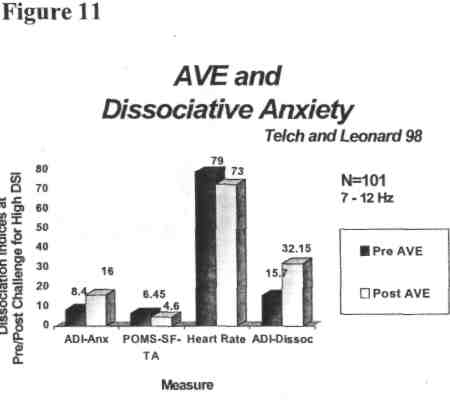 Figure 11
AVE and
Dissociative Anxiety
Telch and Leonard 98
Dissociation Indices at
Pre/Post Challenge for High DSI
80
70
60
50
40
30
20
10
0
8.4
16
6.45
4.6
79
73
15.7
32.15
ADI-Anx
POMS-SF-
TA
Heart Rate
ADI-Dissoc
Measure
N=101
7 - 12 Hz
Pre AVE
Post AVE